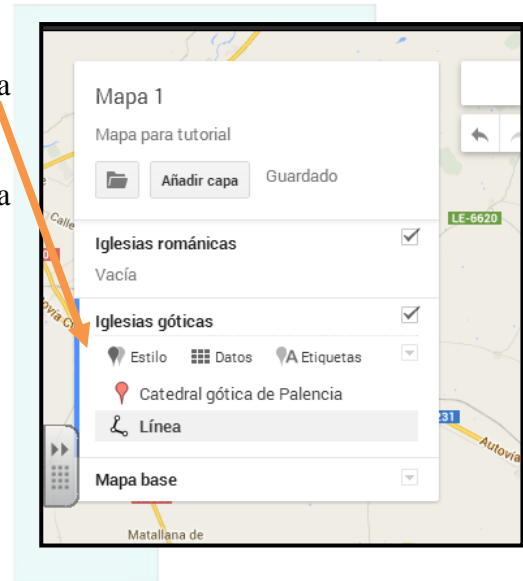 a
a
Mapa 1
Mapa para tutorial
Añadir capa Guardado
Iglesias románicas
Vacía
Iglesias góticas
Estilo Datos A Etiquetas
Catedral gótica de Palencia
Línea
Mapa base
LE-6620
Calle
231
Autovía
Matallana de